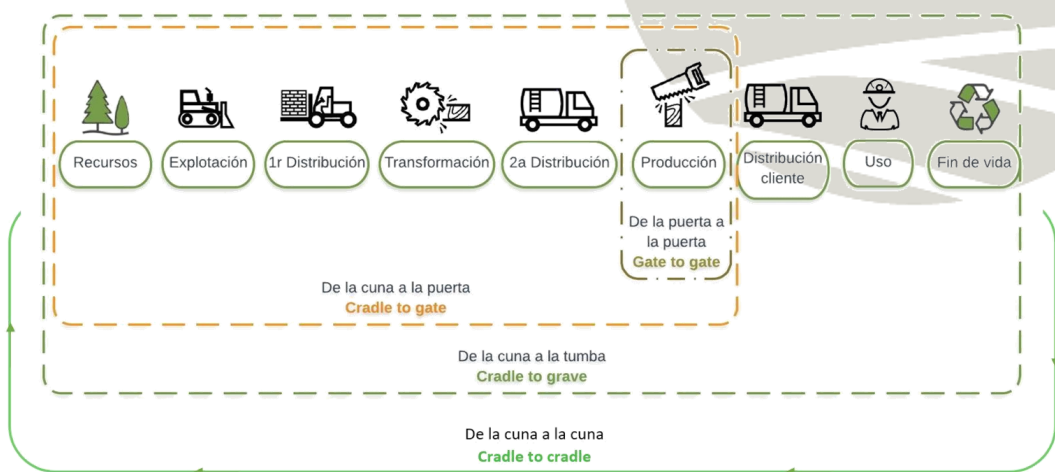 Recursos
Explotación
1r Distribución
Transformación
2a Distribución
Producción
Distribución
cliente
Uso
Fin de vida
De la puerta a
la puerta
Gate to gate
De la cuna a la puerta
Cradle to gate
De la cuna a la tumba
Cradle to grave
De la cuna a la cuna
Cradle to cradle